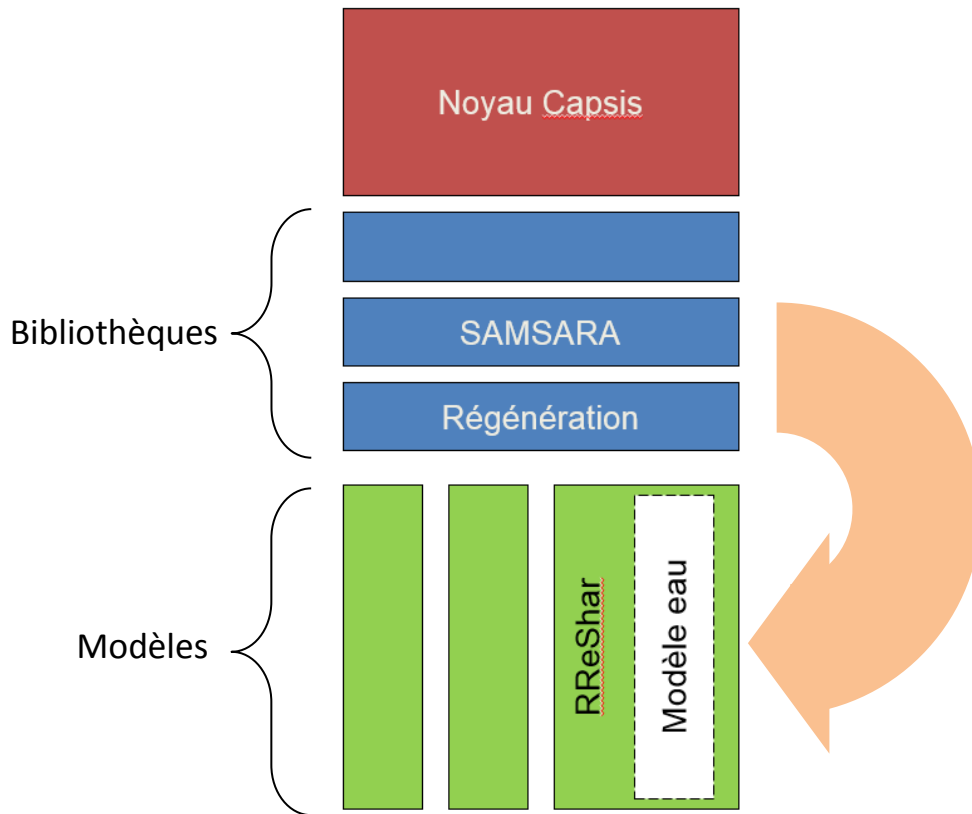 Noyau Capsis
Bibliothèques
SAMSARA
Régénération
Modèles
RReShar
Modèle eau